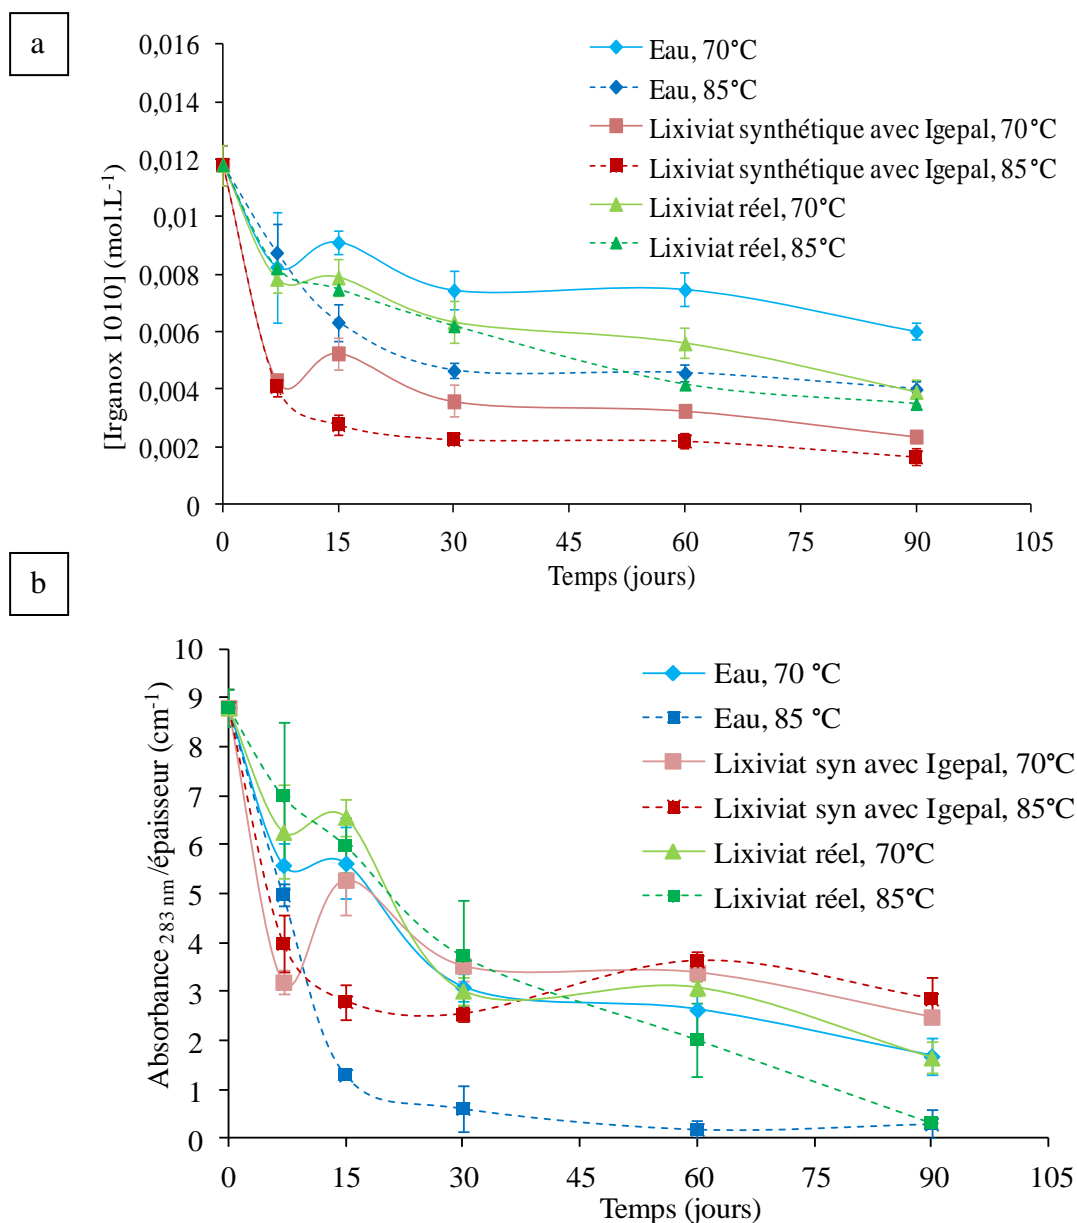 a
[Irganox 1010] (mol.L-1)
0,016
0,014
0,012
0,01
0,008
0,006
0,004
0,002
0
0 15 30 45 60 75 90 105
Temps (jours)
Eau, 70°C
Eau, 85°C
Lixiviat synthétique avec Igepal, 70°C
Lixiviat synthétique avec Igepal, 85°C
Lixiviat réel, 70°C
Lixiviat réel, 85°C
b
Absorbance 283 nm/épaisseur (cm-1)
10
9
8
7
6
5
4
3
2
1
0
0 15 30 45 60 75 90 105
Temps (jours)
Eau, 70 °C
Eau, 85 °C
Lixiviat syn avec Igepal, 70°C
Lixiviat syn avec Igepal, 85°C
Lixiviat réel, 70°C
Lixiviat réel, 85°C